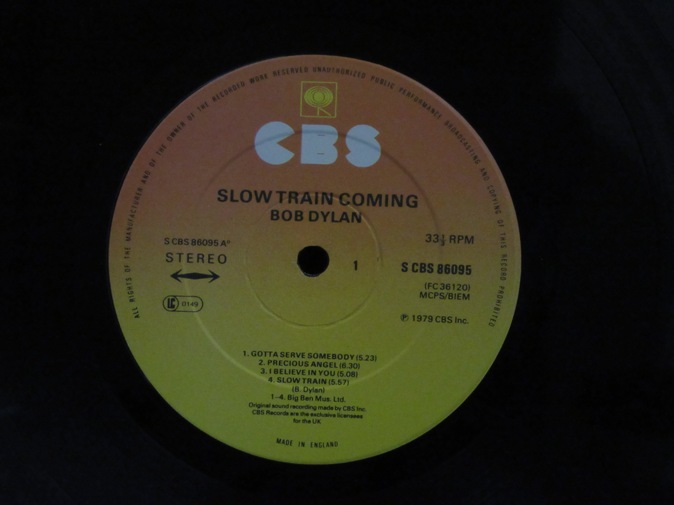 ALL RIGHTS OF THE MANUFACTURER AND OF THE OWNER OF THE RECORDED WORK RESERVED UNAUTHORIZED PUBLIC PERFORMANCE BROADCASTING AND COPYING OF THIS RECORD PROHIBITED
CBS
SLOW TRAIN COMING
BOB DYLAN
33⅓ RPM
S CBS 86095 A
STEREO
1
S CBS 86095
(FC 36120)
MCPS/BIEM
LC 0149
℗ 1979 CBS Inc.
1. GOTTA SERVE SOMEBODY (5.23)
2. PRECIOUS ANGEL (6.30)
3. I BELIEVE IN YOU (5.08)
4. SLOW TRAIN (5.57)
(B. Dylan)
1-4. Big Ben Mus. Ltd.
Original sound recording made by CBS Inc.
CBS Records are the exclusive licensees
for the UK
MADE IN ENGLAND